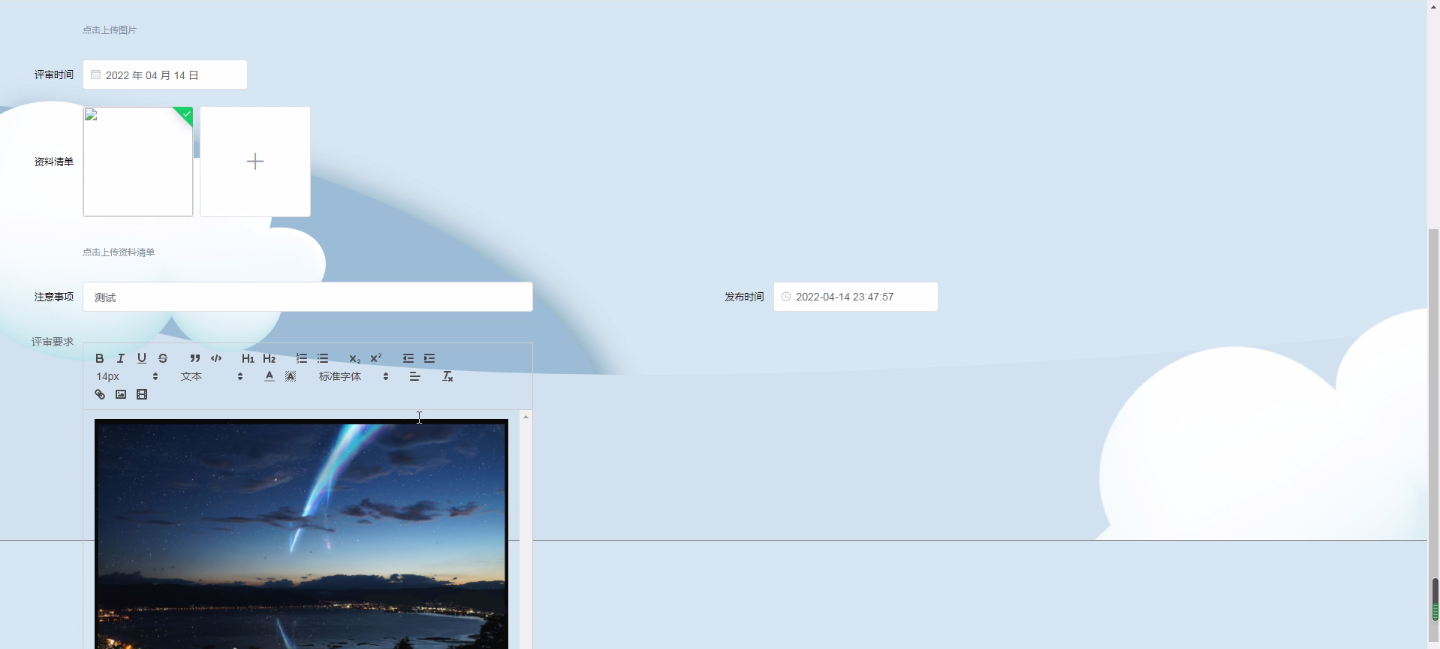 点击上传图片
评审时间 2022 年 04 月 14 日
资料清单
点击上传资料清单
注意事项 测试 发布时间 2022-04-14 23:47:57
评审要求
B I U S ” </> H1 H2 X2 X²
14px 文本 A A 标准字体 Tx